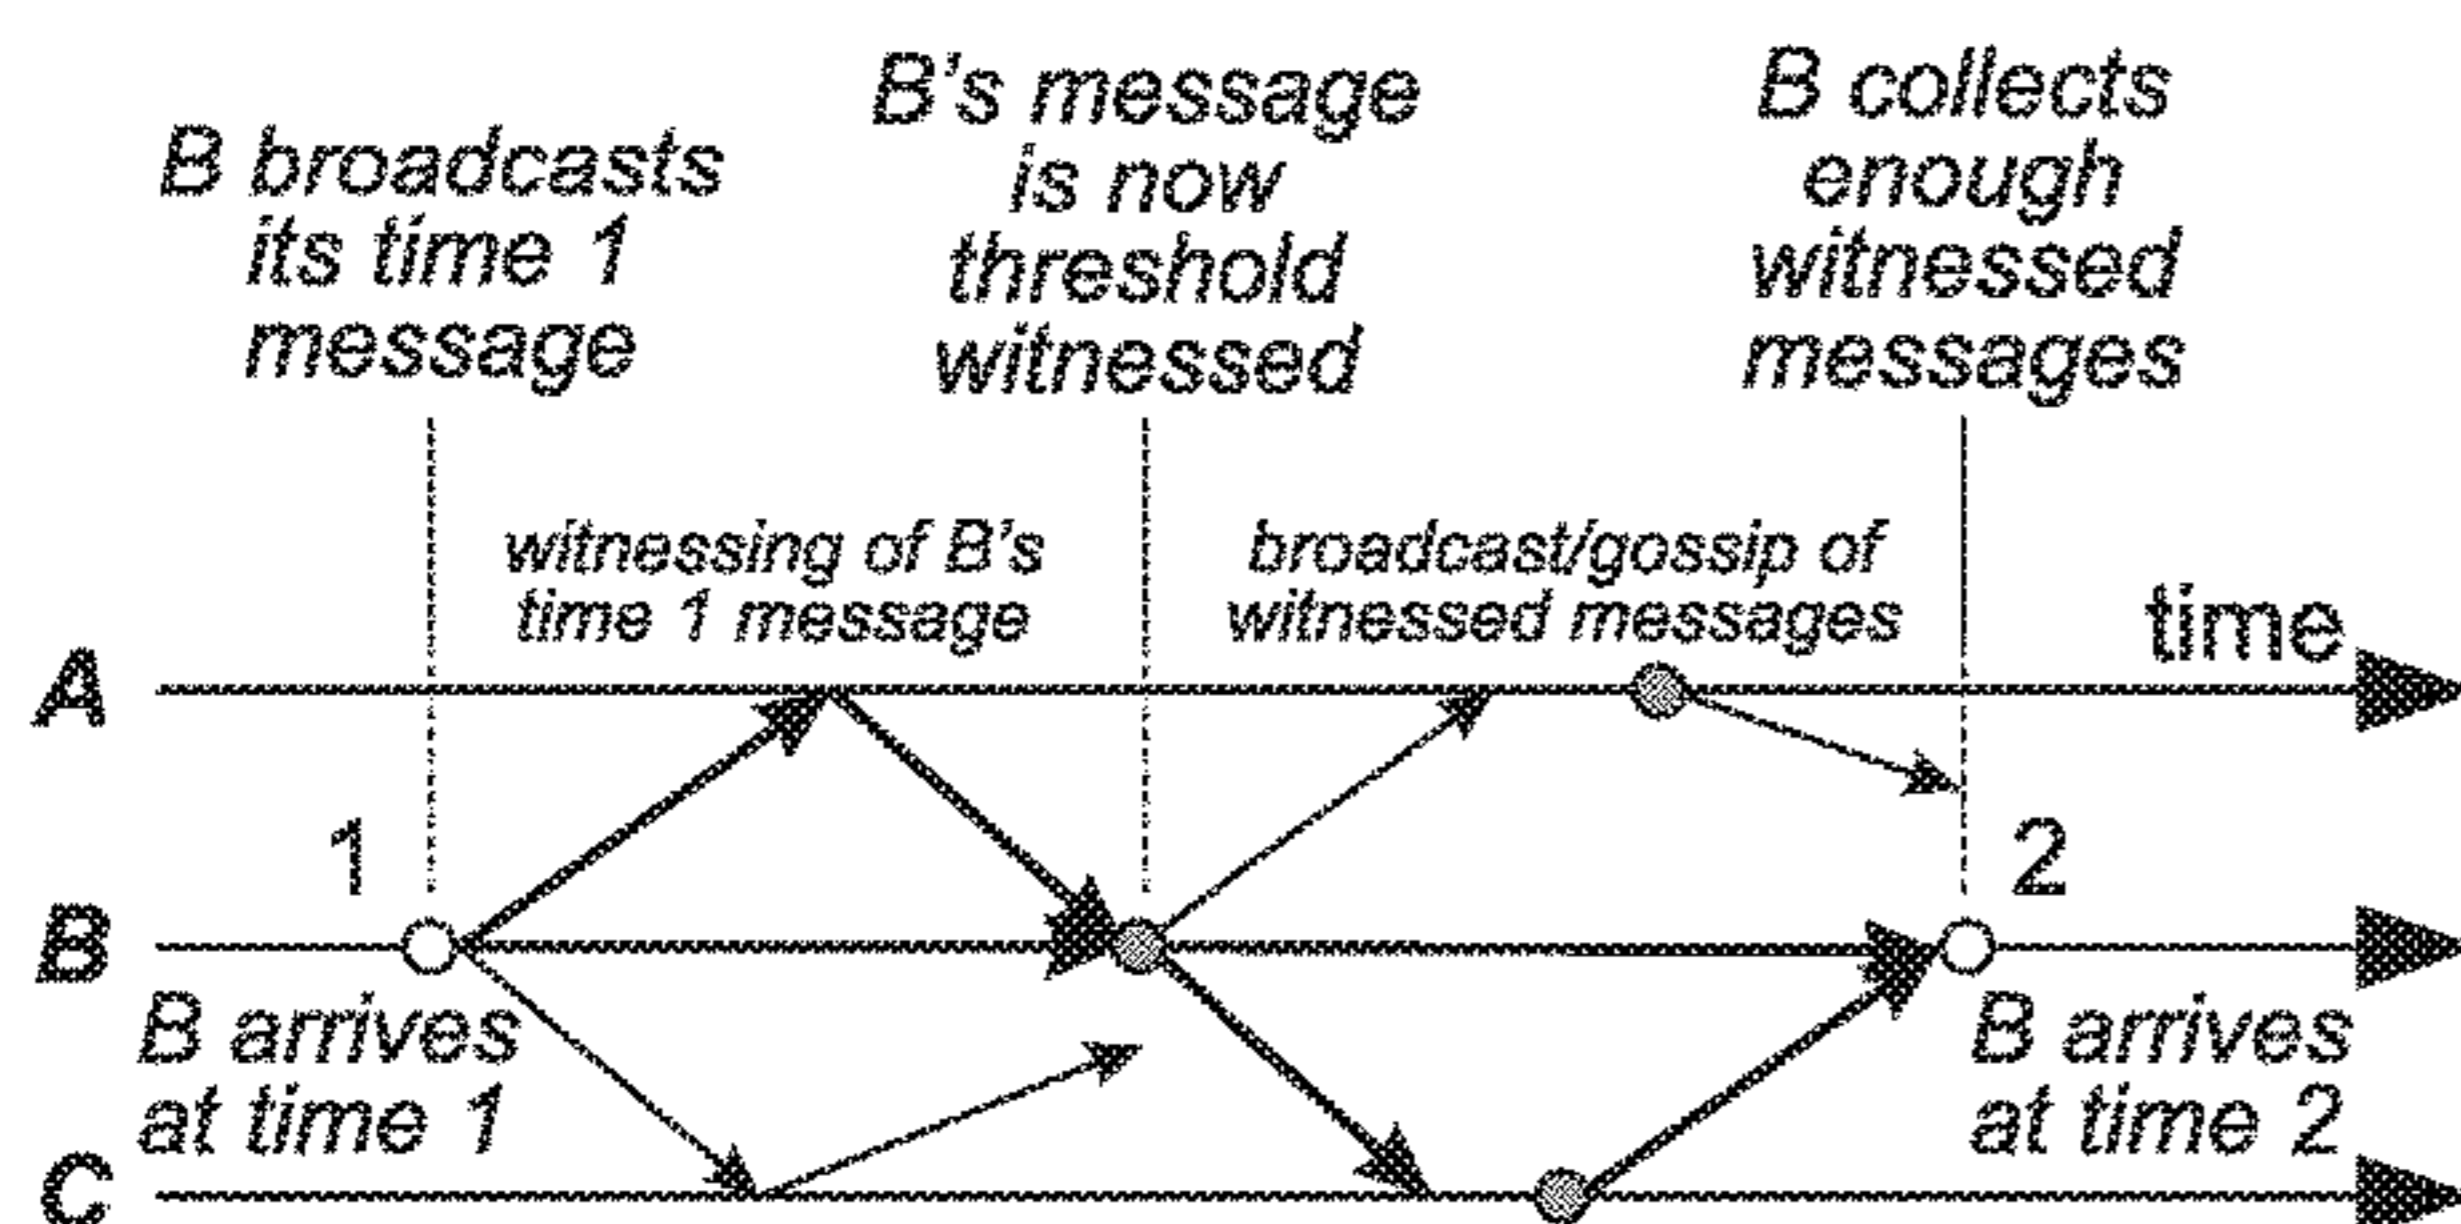 B broadcasts
its time 1
message
B's message
is now
threshold
witnessed
B collects
enough
witnessed
messages
witnessing of B's
time 1 message
broadcast/gossip of
witnessed messages
time
A
1
2
B
B arrives
at time 1
B arrives
at time 2
C